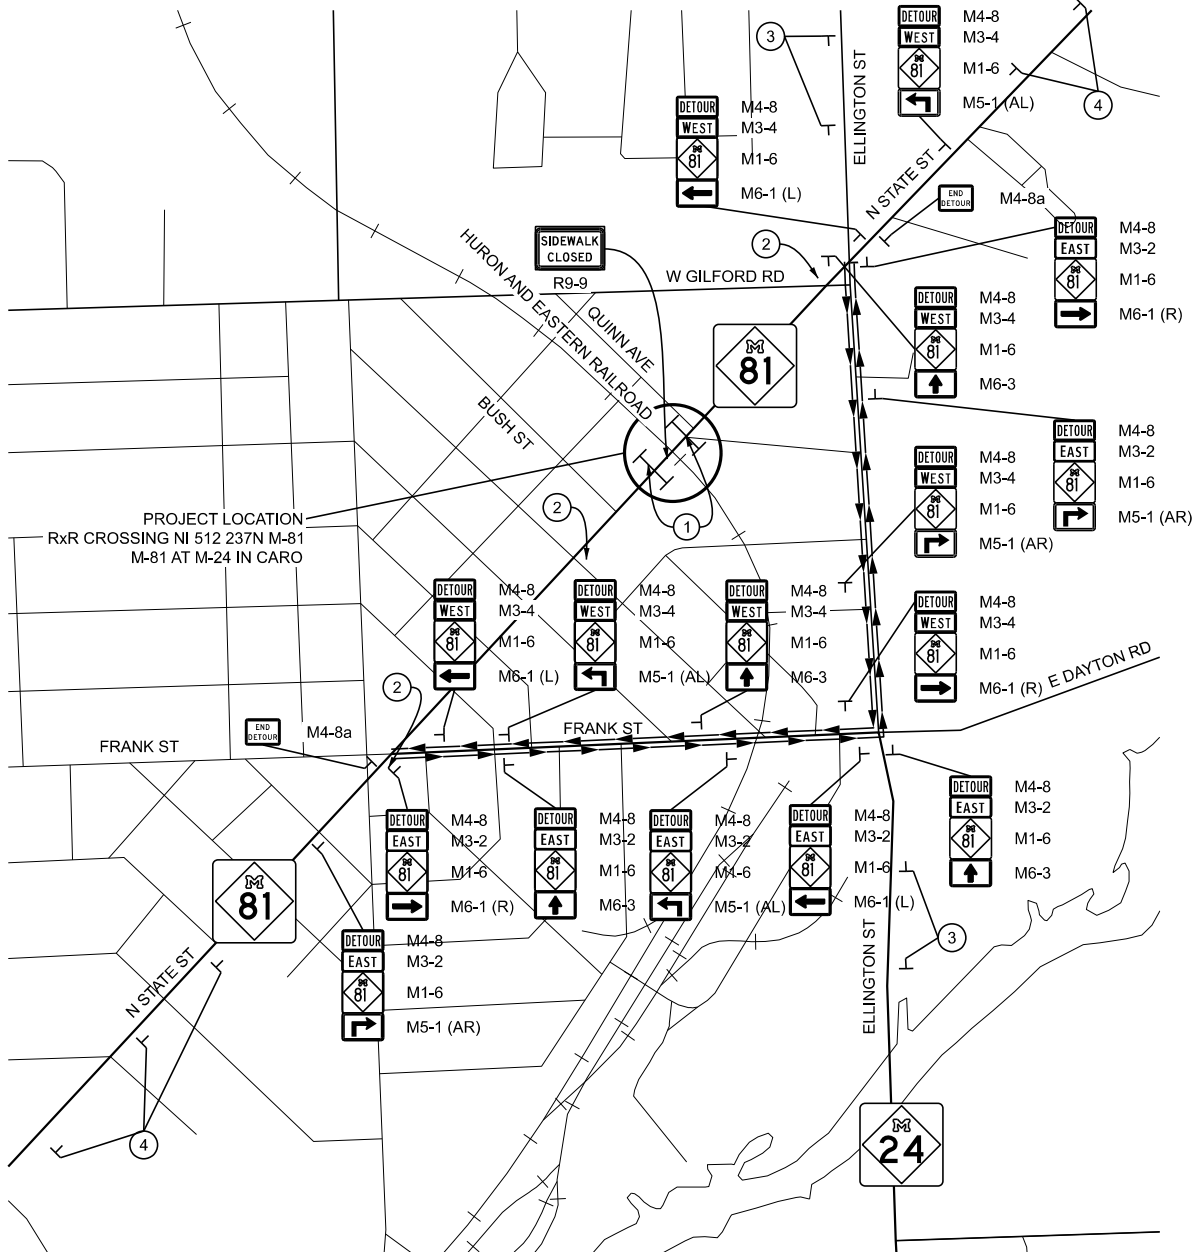 DETOUR M4-8
WEST M3-4
M 81 M1-6
M5-1 (AL)
3
4
ELLINGTON ST
N STATE ST
DETOUR M4-8
WEST M3-4
M 81 M1-6
M6-1 (L)
END DETOUR M4-8a
SIDEWALK
CLOSED
R9-9
2
W GILFORD RD
HURON AND EASTERN RAILROAD
QUINN AVE
BUSH ST
M
81
DETOUR M4-8
EAST M3-2
M 81 M1-6
M6-1 (R)
DETOUR M4-8
WEST M3-4
M 81 M1-6
M6-3
DETOUR M4-8
EAST M3-2
M 81 M1-6
M5-1 (AR)
DETOUR M4-8
WEST M3-4
M 81 M1-6
M5-1 (AR)
PROJECT LOCATION
RxR CROSSING NI 512 237N M-81
M-81 AT M-24 IN CARO
2
1
DETOUR M4-8
WEST M3-4
M 81 M1-6
M6-1 (L)
DETOUR M4-8
WEST M3-4
M 81 M1-6
M5-1 (AL)
DETOUR M4-8
WEST M3-4
M 81 M1-6
M6-3
DETOUR M4-8
WEST M3-4
M 81 M1-6
M6-1 (R)
E DAYTON RD
2
END DETOUR M4-8a
FRANK ST
FRANK ST
DETOUR M4-8
EAST M3-2
M 81 M1-6
M6-1 (R)
DETOUR M4-8
EAST M3-2
M 81 M1-6
M6-3
DETOUR M4-8
EAST M3-2
M 81 M1-6
M5-1 (AL)
DETOUR M4-8
EAST M3-2
M 81 M1-6
M6-1 (L)
DETOUR M4-8
EAST M3-2
M 81 M1-6
M6-3
M
81
N STATE ST
DETOUR M4-8
EAST M3-2
M 81 M1-6
M5-1 (AR)
3
ELLINGTON ST
4
M
24